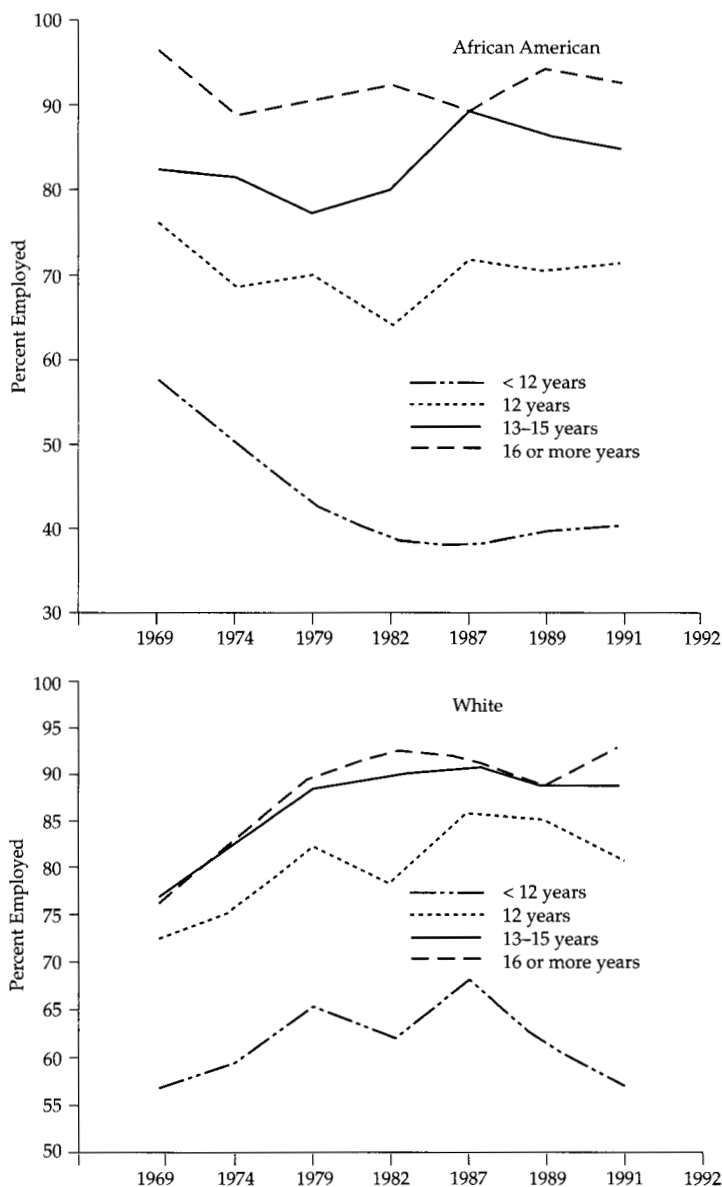 100
African American
90
80
70
60
50
40
30
Percent Employed
< 12 years
12 years
13–15 years
16 or more years
1969 1974 1979 1982 1987 1989 1991 1992
100
White
95
90
85
80
75
70
65
60
55
50
Percent Employed
< 12 years
12 years
13–15 years
16 or more years
1969 1974 1979 1982 1987 1989 1991 1992